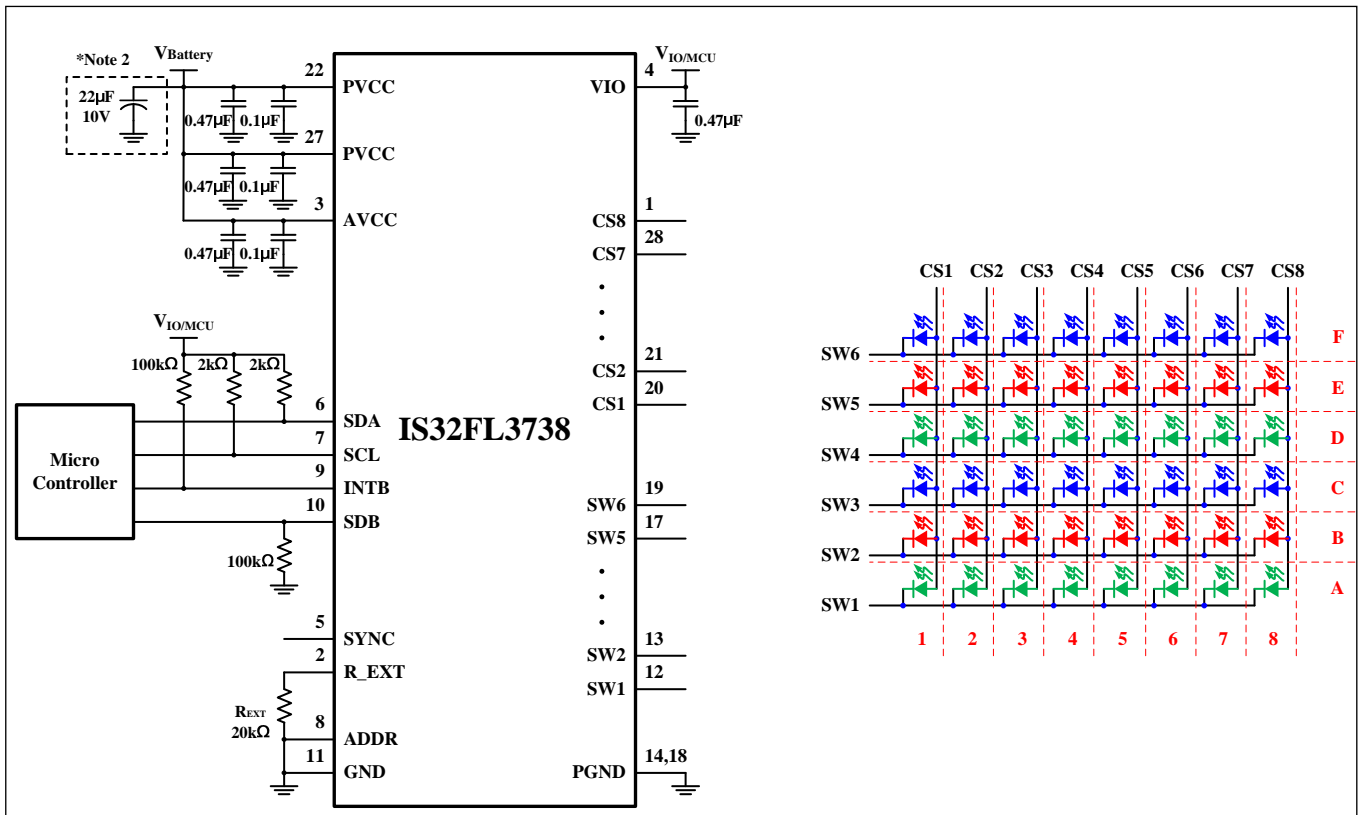 *Note 2
VBattery
22µF
10V
0.47µF 0.1µF
0.47µF 0.1µF
0.47µF 0.1µF
22
PVCC
27
PVCC
3
AVCC
VIO/MCU
100kΩ 2kΩ 2kΩ
Micro
Controller
6
SDA
7
SCL
9
INTB
10
SDB
100kΩ
5
SYNC
2
R_EXT
REXT
20kΩ
8
ADDR
11
GND
IS32FL3738
VIO/MCU
4
VIO
0.47µF
1
CS8
28
CS7
21
CS2
20
CS1
19
SW6
17
SW5
13
SW2
12
SW1
14,18
PGND
CS1 CS2 CS3 CS4 CS5 CS6 CS7 CS8
SW6 F
SW5 E
SW4 D
SW3 C
SW2 B
SW1 A
1 2 3 4 5 6 7 8